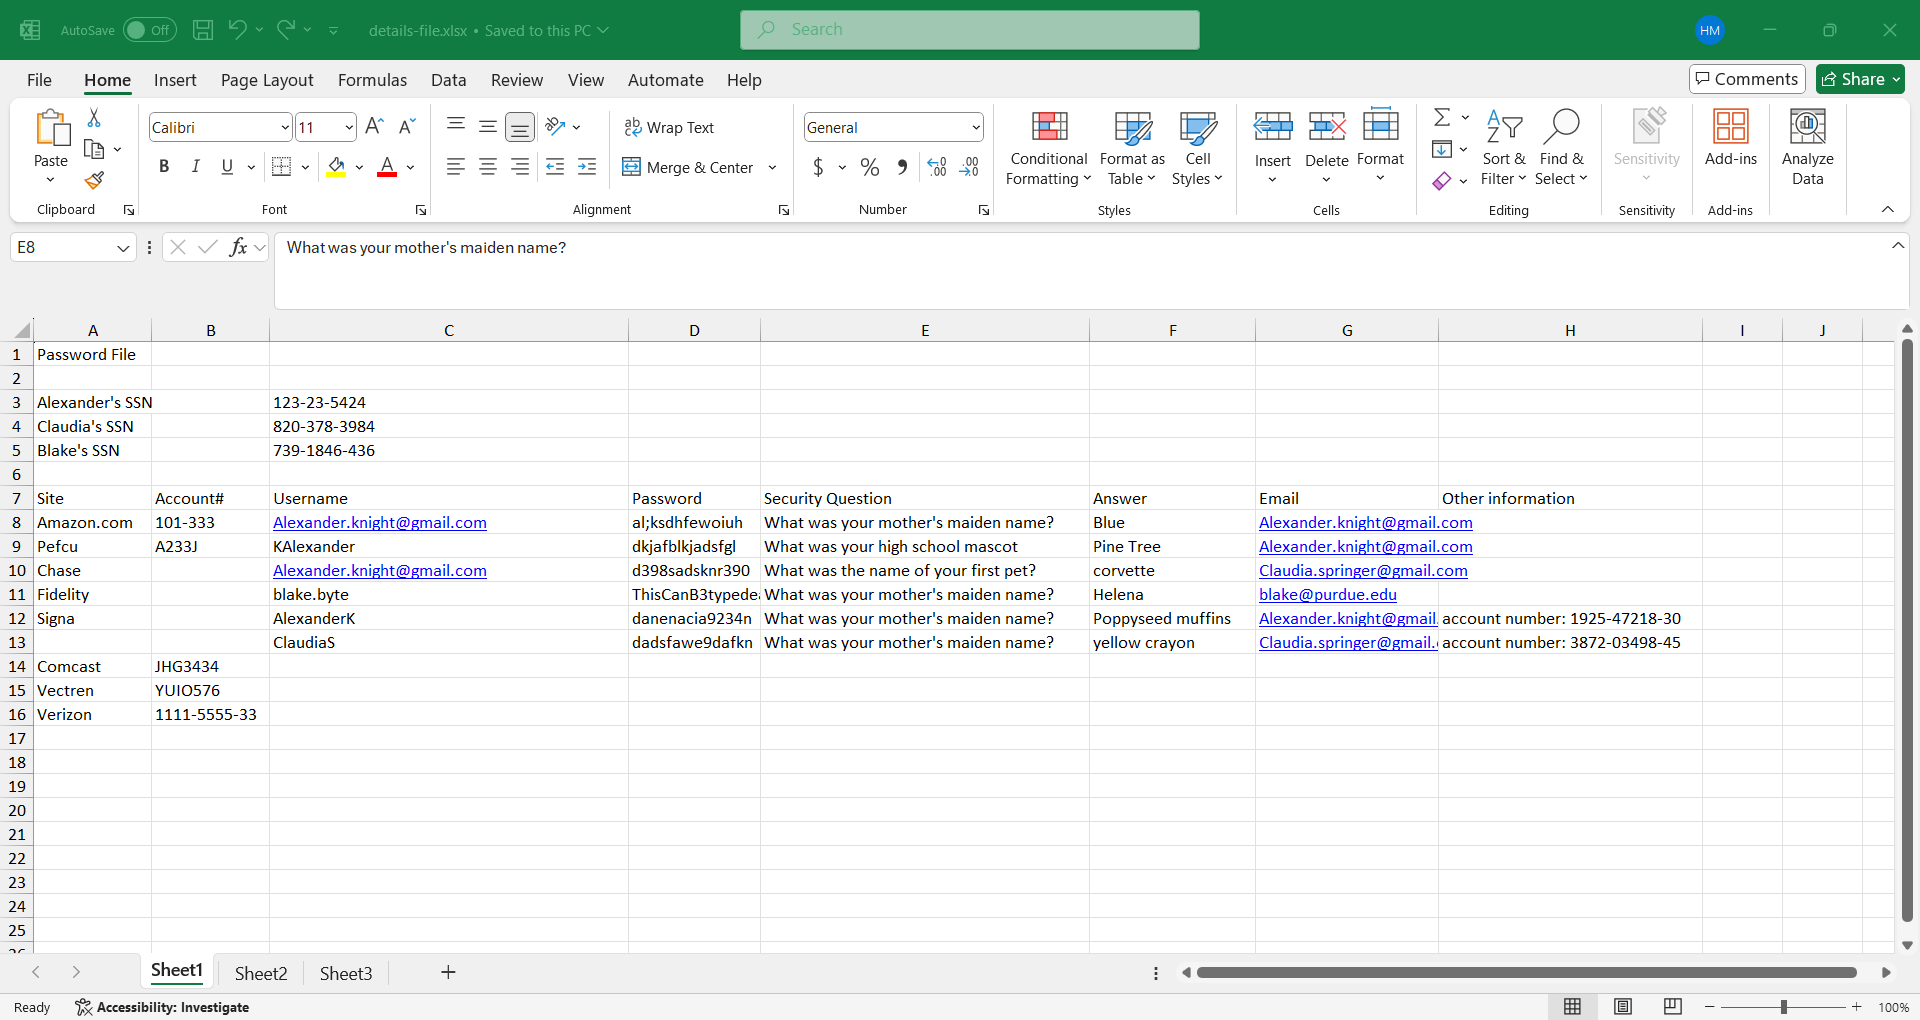 AutoSave Off details-file.xlsx • Saved to this PC Search HM
File Home Insert Page Layout Formulas Data Review View Automate Help Comments Share
Paste Calibri 11 Wrap Text General Conditional Formatting Format as Table Cell Styles Insert Delete Format Sort & Filter Find & Select Sensitivity Add-ins Analyze Data
B I U A Merge & Center $ % 9
Clipboard Font Alignment Number Styles Cells Editing Sensitivity Add-ins
E8 fx What was your mother's maiden name?
A B C D E F G H I J
1 Password File
2
3 Alexander's SSN 123-23-5424
4 Claudia's SSN 820-378-3984
5 Blake's SSN 739-1846-436
6
7 Site Account# Username Password Security Question Answer Email Other information
8 Amazon.com 101-333 Alexander.knight@gmail.com al;ksdhfewoiuh What was your mother's maiden name? Blue Alexander.knight@gmail.com
9 Pefcu A233J KAlexander dkjafblkjadsfgl What was your high school mascot Pine Tree Alexander.knight@gmail.com
10 Chase Alexander.knight@gmail.com d398sadsknr390 What was the name of your first pet? corvette Claudia.springer@gmail.com
11 Fidelity blake.byte ThisCanB3typede What was your mother's maiden name? Helena blake@purdue.edu
12 Signa AlexanderK danenacia9234n What was your mother's maiden name? Poppyseed muffins Alexander.knight@gmail. account number: 1925-47218-30
13 ClaudiaS dadsfawe9dafkn What was your mother's maiden name? yellow crayon Claudia.springer@gmail. account number: 3872-03498-45
14 Comcast JHG3434
15 Vectren YUIO576
16 Verizon 1111-5555-33
17
18
19
20
21
22
23
24
25
Sheet1 Sheet2 Sheet3 +
Ready Accessibility: Investigate 100%